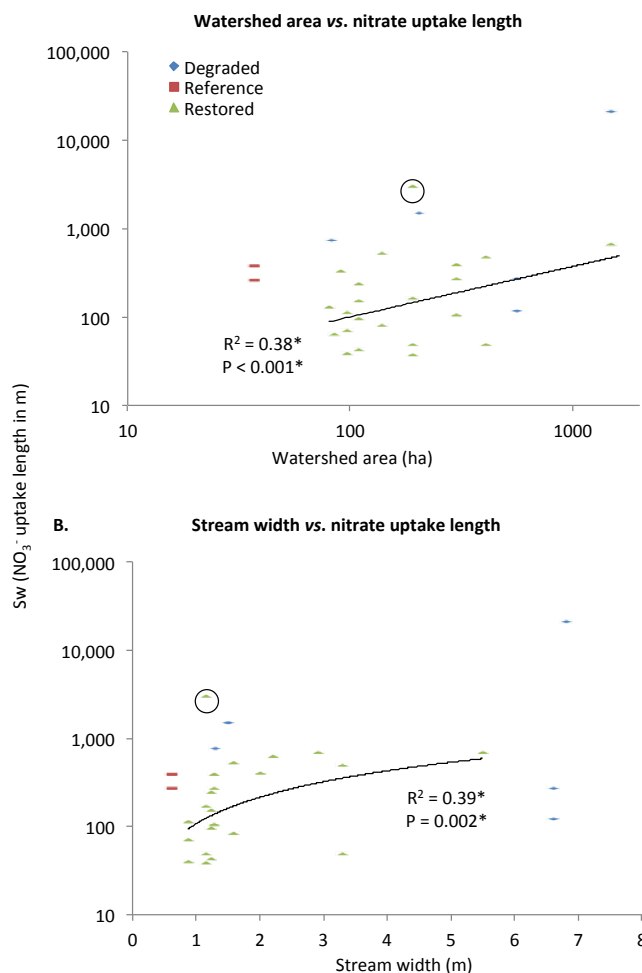 Watershed area vs. nitrate uptake length
100,000
Degraded
Reference
Restored
10,000
1,000
100
R² = 0.38*
P < 0.001*
10
10 100 1000
Watershed area (ha)
B. Stream width vs. nitrate uptake length
Sw (NO₃⁻ uptake length in m)
100,000
10,000
1,000
R² = 0.39*
P = 0.002*
100
10
0 1 2 3 4 5 6 7 8
Stream width (m)